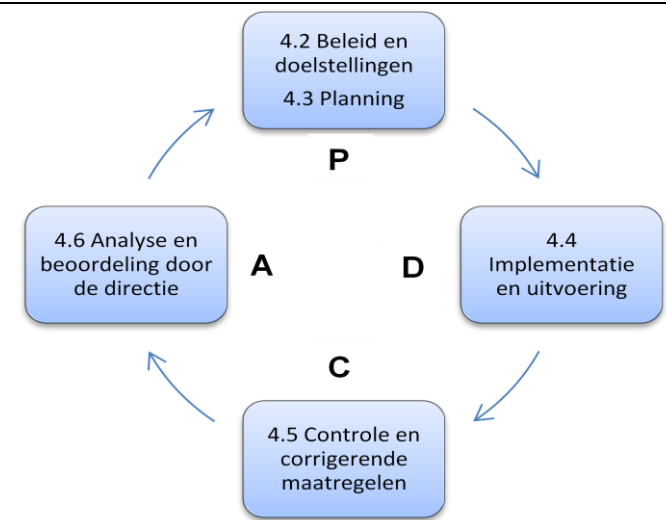 4.2 Beleid en
doelstellingen
4.3 Planning
P
4.6 Analyse en
beoordeling door
de directie
A
D
4.4
Implementatie
en uitvoering
C
4.5 Controle en
corrigerende
maatregelen